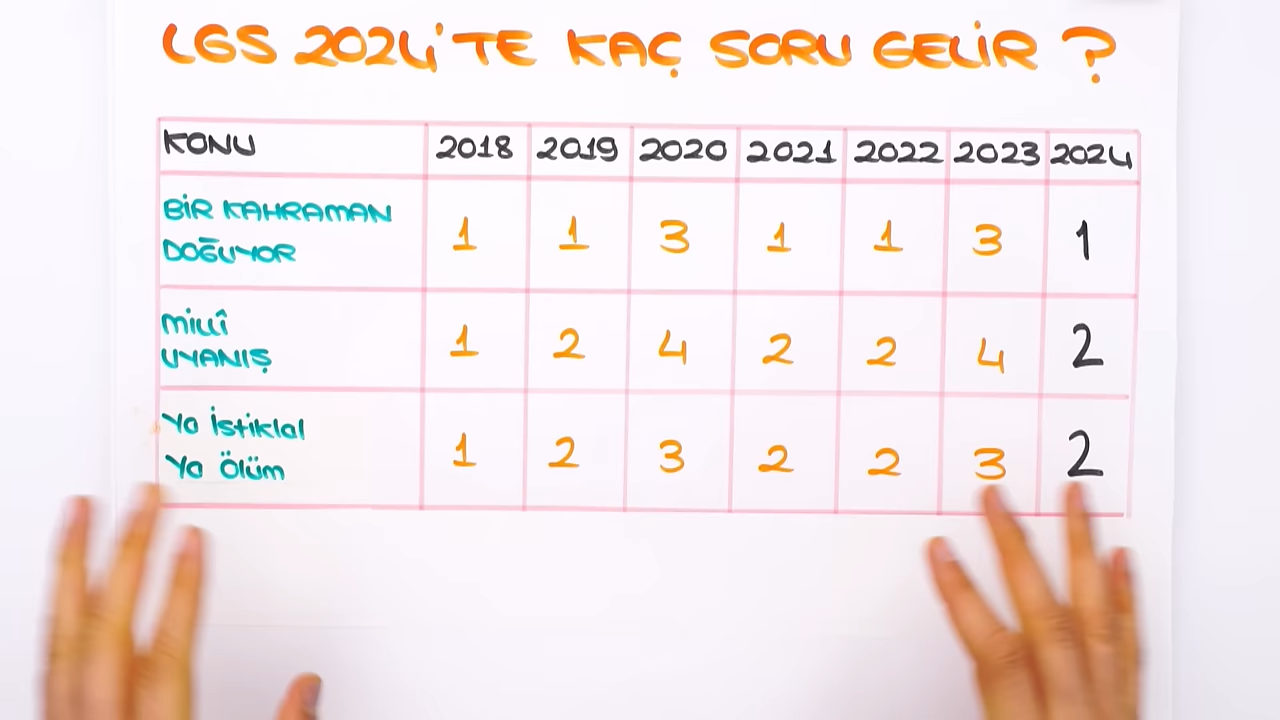 LGS 2024'TE KAÇ SORU GELİR ?
KONU 2018 2019 2020 2021 2022 2023 2024
BİR KAHRAMAN
DOĞUYOR 1 1 3 1 1 3 1
MİLLÎ
UYANIŞ 1 2 4 2 2 4 2
Ya İstiklal
Ya Ölüm 1 2 3 2 2 3 2